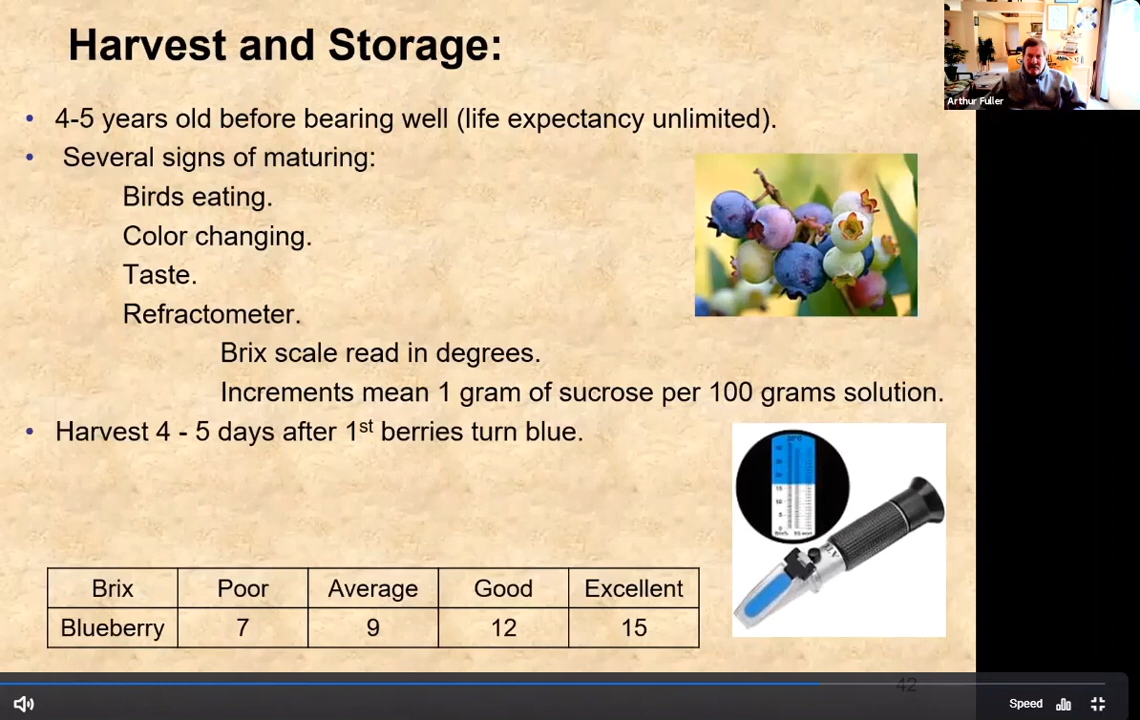 Harvest and Storage:
Arthur Fuller
• 4-5 years old before bearing well (life expectancy unlimited).
• Several signs of maturing:
Birds eating.
Color changing.
Taste.
Refractometer.
Brix scale read in degrees.
Increments mean 1 gram of sucrose per 100 grams solution.
• Harvest 4 - 5 days after 1st berries turn blue.
Brix Poor Average Good Excellent
Blueberry 7 9 12 15
42
Speed